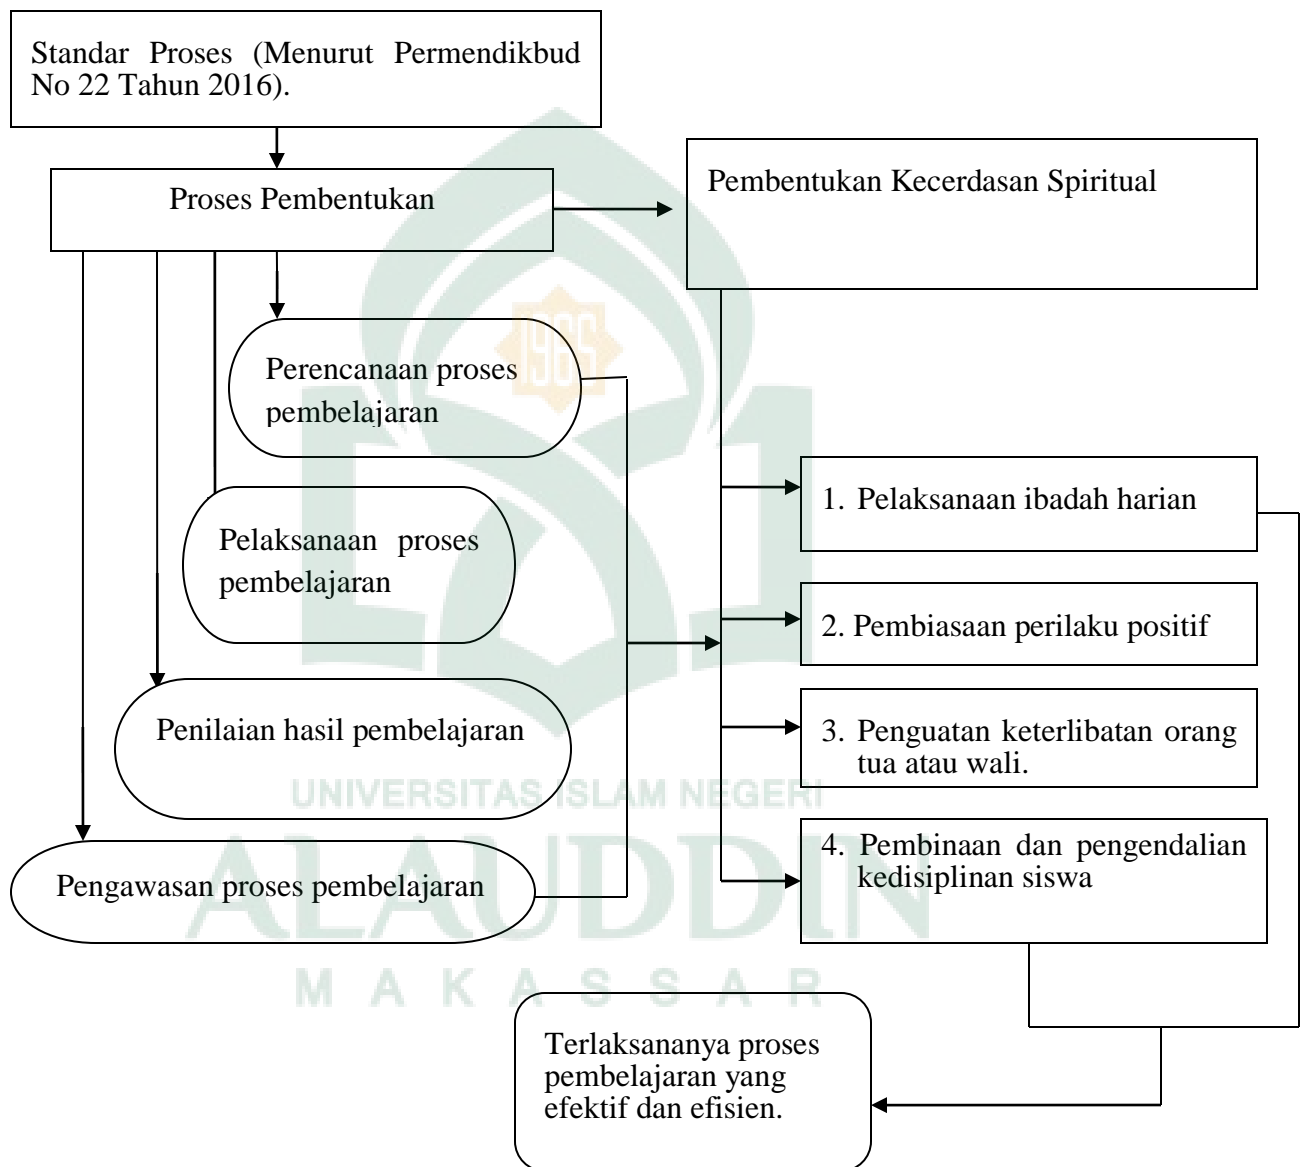 Standar Proses (Menurut Permendikbud
No 22 Tahun 2016).
Proses Pembentukan
Pembentukan Kecerdasan Spiritual
1965
Perencanaan proses
pembelajaran
Pelaksanaan proses
pembelajaran
Penilaian hasil pembelajaran
Pengawasan proses pembelajaran
1. Pelaksanaan ibadah harian
2. Pembiasaan perilaku positif
3. Penguatan keterlibatan orang
tua atau wali.
4. Pembinaan dan pengendalian
kedisiplinan siswa
UNIVERSITAS ISLAM NEGERI
ALAUDDIN
MAKASSAR
Terlaksananya proses
pembelajaran yang
efektif dan efisien.